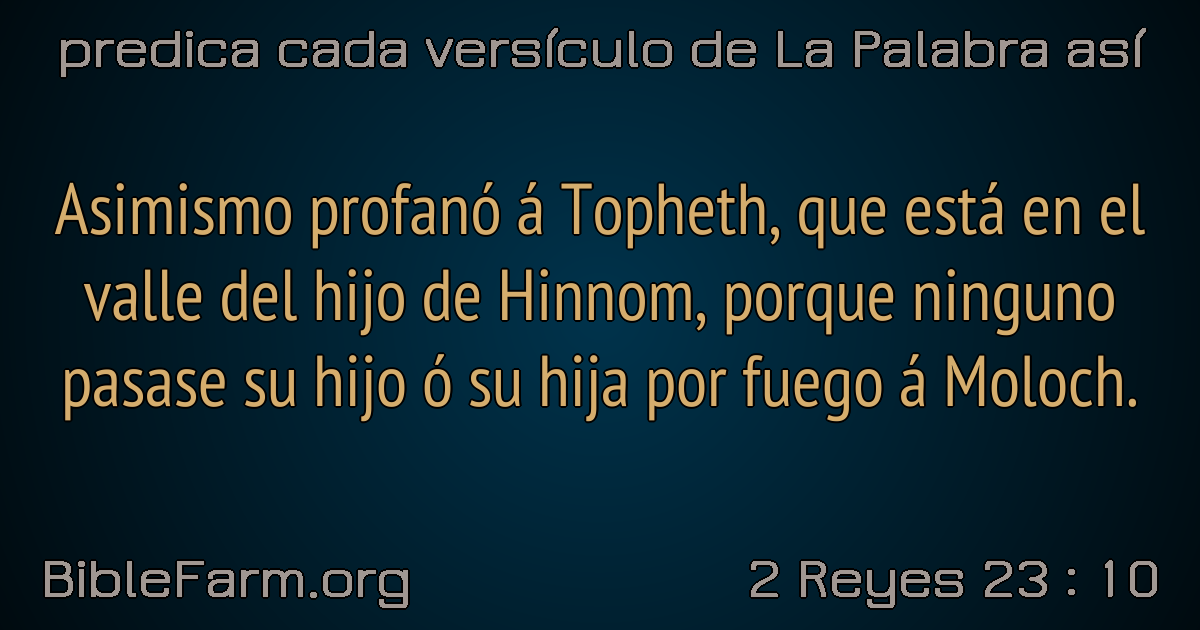 predica cada versículo de La Palabra así
Asimismo profanó á Topheth, que está en el
valle del hijo de Hinnom, porque ninguno
pasase su hijo ó su hija por fuego á Moloch.
BibleFarm.org
2 Reyes 23 : 10